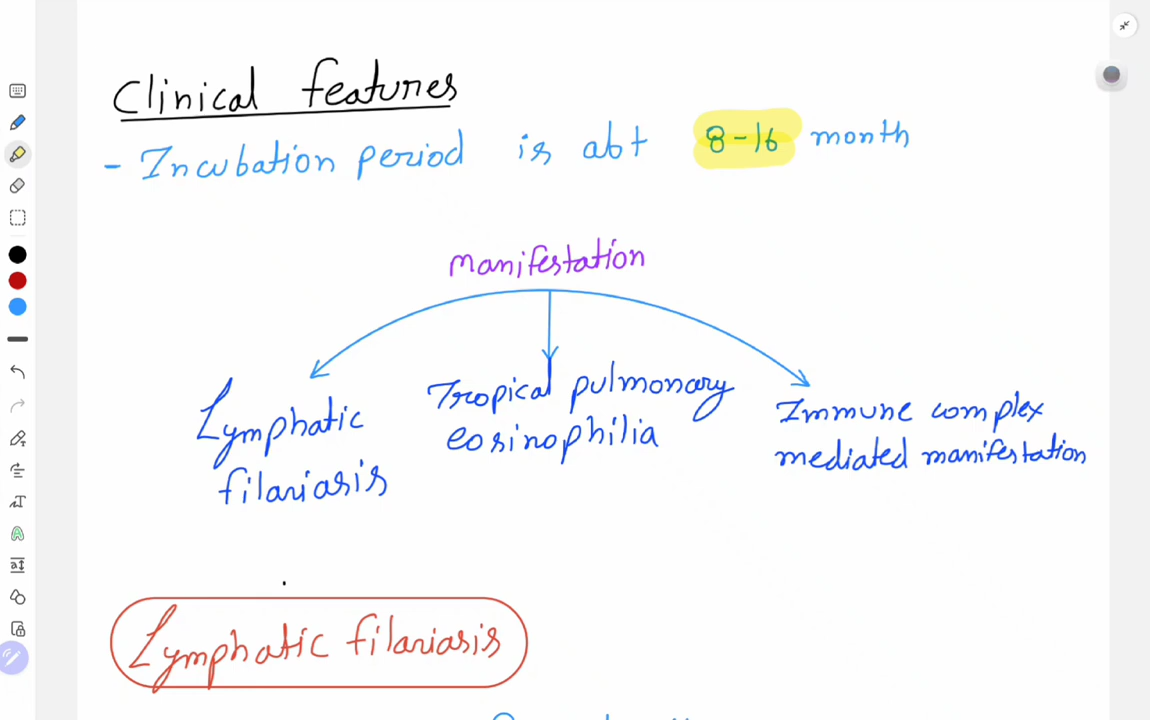 Clinical features
- Incubation period is abt 8-16 month
manifestation
Lymphatic
filariasis
Tropical pulmonary
eosinophilia
Immune complex
mediated manifestation
Lymphatic filariasis